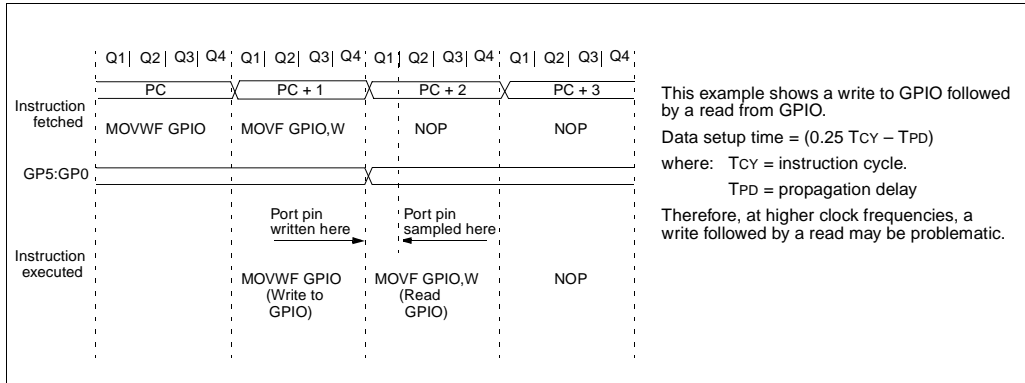 Q1| Q2| Q3| Q4 Q1| Q2| Q3| Q4 Q1| Q2| Q3| Q4 Q1| Q2| Q3| Q4
PC PC + 1 PC + 2 PC + 3
Instruction
fetched
MOVWF GPIO MOVF GPIO,W NOP NOP
GP5:GP0
Port pin
written here
Port pin
sampled here
Instruction
executed
MOVWF GPIO
(Write to
GPIO)
MOVF GPIO,W
(Read
GPIO)
NOP
This example shows a write to GPIO followed
by a read from GPIO.
Data setup time = (0.25 TCY – TPD)
where: TCY = instruction cycle.
TPD = propagation delay
Therefore, at higher clock frequencies, a
write followed by a read may be problematic.